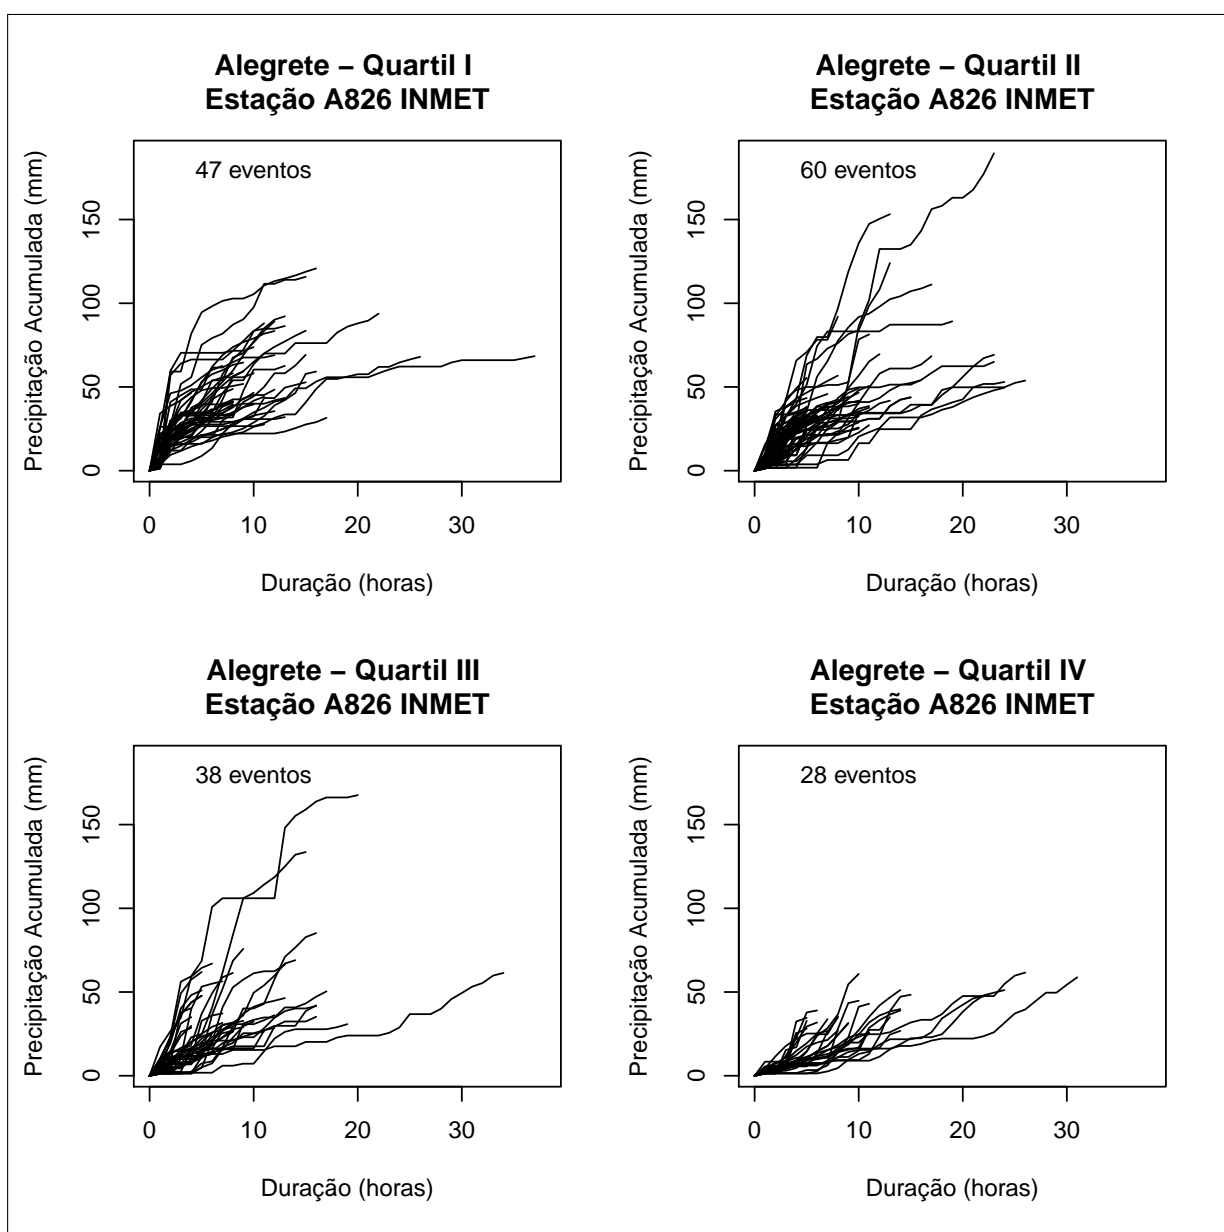 Alegrete – Quartil I
Estação A826 INMET
47 eventos
Precipitação Acumulada (mm)
0 50 100 150
0 10 20 30
Duração (horas)
Alegrete – Quartil II
Estação A826 INMET
60 eventos
Precipitação Acumulada (mm)
0 50 100 150
0 10 20 30
Duração (horas)
Alegrete – Quartil III
Estação A826 INMET
38 eventos
Precipitação Acumulada (mm)
0 50 100 150
0 10 20 30
Duração (horas)
Alegrete – Quartil IV
Estação A826 INMET
28 eventos
Precipitação Acumulada (mm)
0 50 100 150
0 10 20 30
Duração (horas)